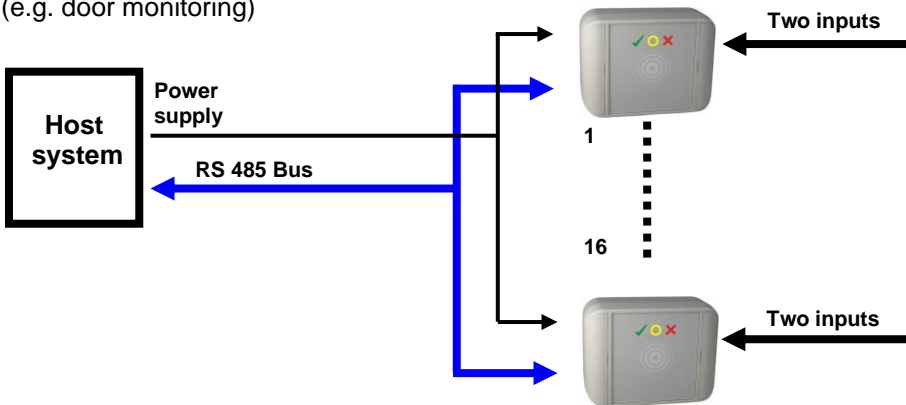 (e.g. door monitoring)
Two inputs
Power
supply
Host
system
1
RS 485 Bus
16
Two inputs